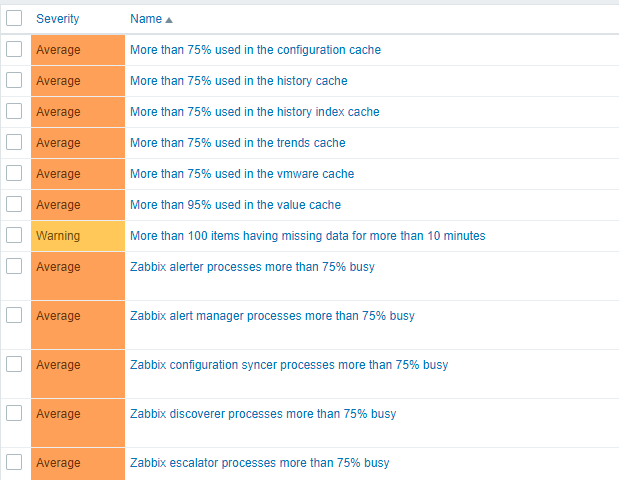 Severity Name ▲
Average More than 75% used in the configuration cache
Average More than 75% used in the history cache
Average More than 75% used in the history index cache
Average More than 75% used in the trends cache
Average More than 75% used in the vmware cache
Average More than 95% used in the value cache
Warning More than 100 items having missing data for more than 10 minutes
Average Zabbix alerter processes more than 75% busy
Average Zabbix alert manager processes more than 75% busy
Average Zabbix configuration syncer processes more than 75% busy
Average Zabbix discoverer processes more than 75% busy
Average Zabbix escalator processes more than 75% busy